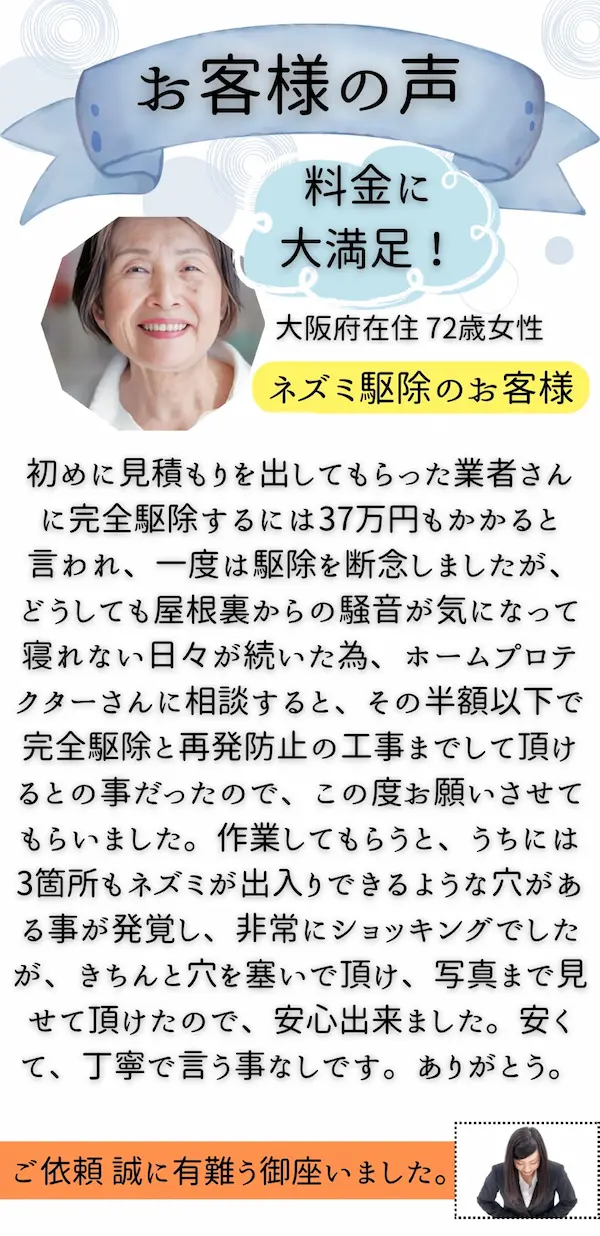 お客様の声
料金に
大満足！
大阪府在住 72歳女性
ネズミ駆除のお客様
初めに見積もりを出してもらった業者さん
に完全駆除するには37万円もかかると
言われ、一度は駆除を断念しましたが、
どうしても屋根裏からの騒音が気になって
寝れない日々が続いた為、ホームプロテ
クターさんに相談すると、その半額以下で
完全駆除と再発防止の工事までして頂け
るとの事だったので、この度お願いさせて
もらいました。作業してもらうと、うちには
3箇所もネズミが出入りできるような穴があ
る事が発覚し、非常にショッキングでした
が、きちんと穴を塞いで頂け、写真まで見
せて頂けたので、安心出来ました。安く
て、丁寧で言う事なしです。ありがとう。
ご依頼 誠に有難う御座いました。